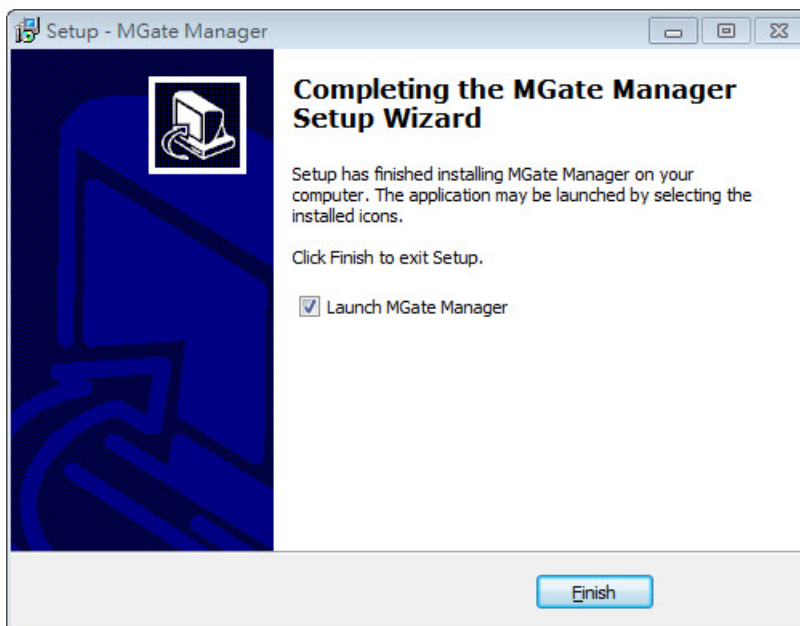 Setup - MGate Manager
Completing the MGate Manager
Setup Wizard
Setup has finished installing MGate Manager on your
computer. The application may be launched by selecting the
installed icons.
Click Finish to exit Setup.
Launch MGate Manager
Finish